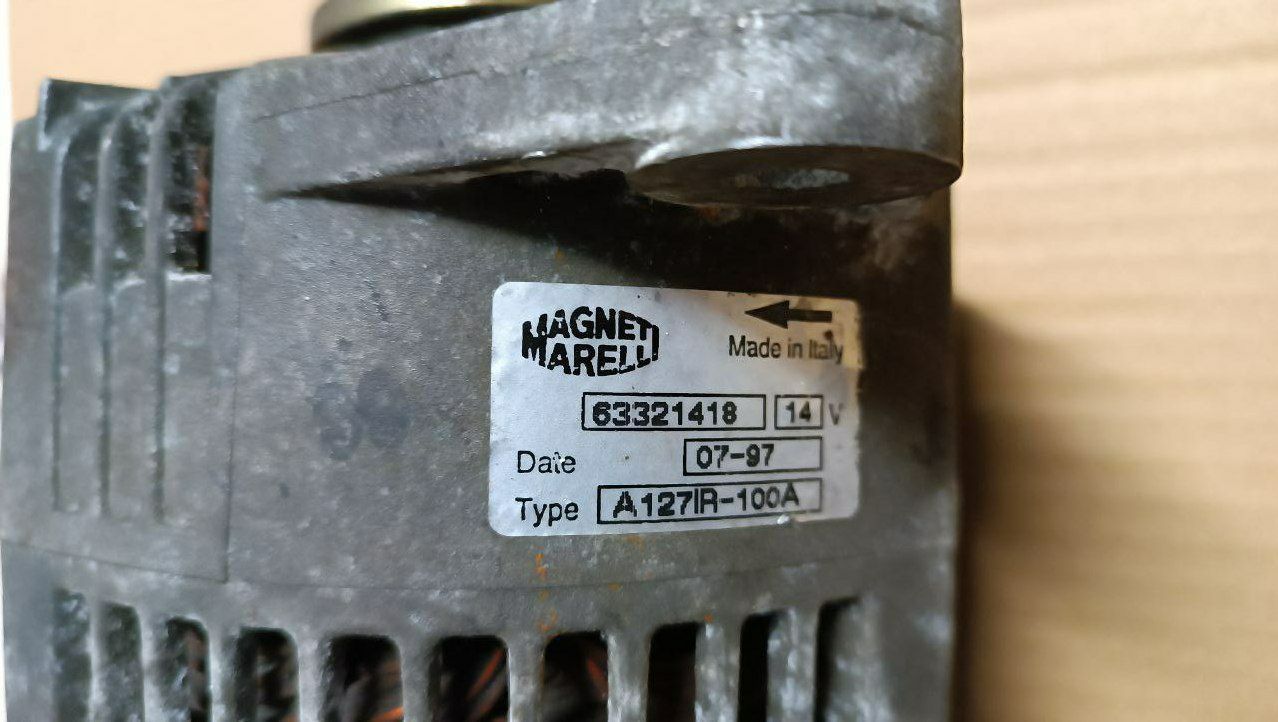 MAGNETI
MARELLI
Made in Italy
63321418 14 V
Date 07-97
Type A127IR-100A